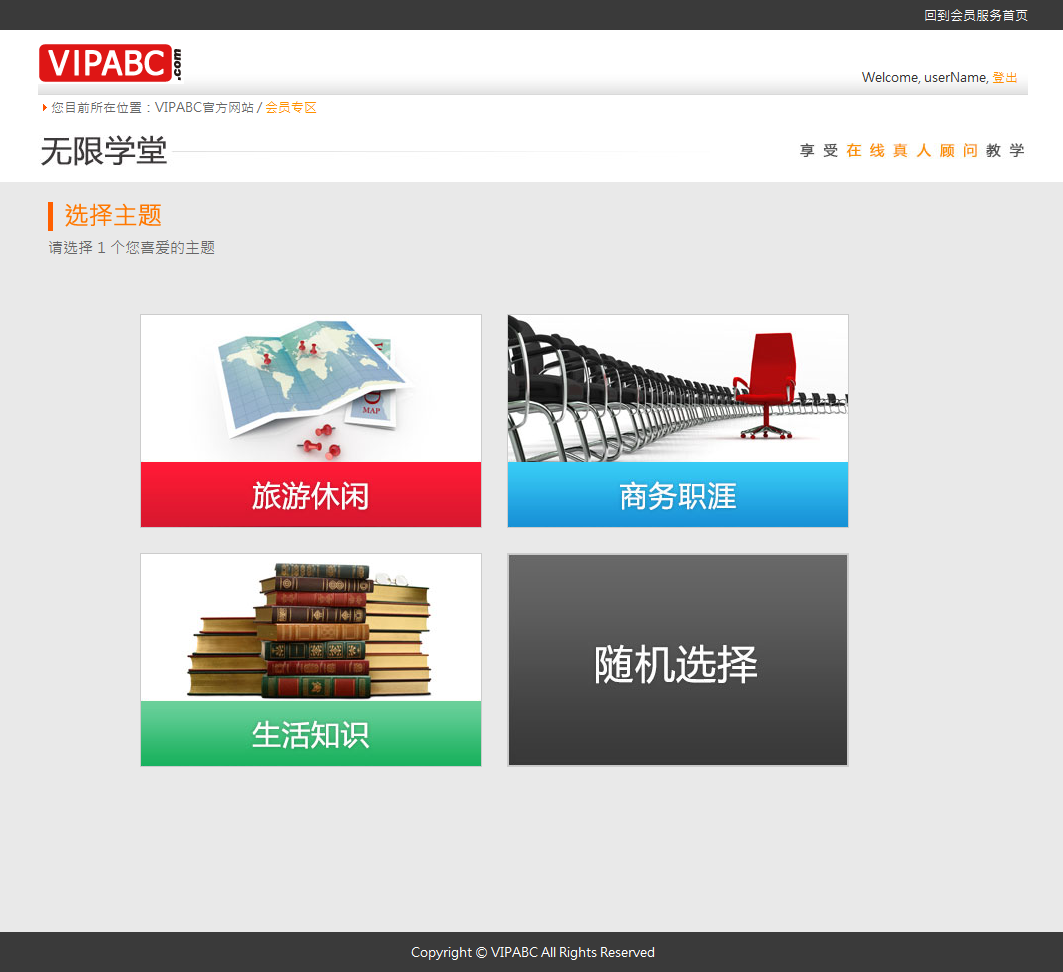 回到会员服务首页
VIPABC.com
Welcome, userName, 登出
您目前所在位置：VIPABC官方网站 / 会员专区
无限学堂
享受在线真人顾问教学
选择主题
请选择 1 个您喜爱的主题
MAP
旅游休闲
商务职涯
生活知识
随机选择
Copyright © VIPABC All Rights Reserved